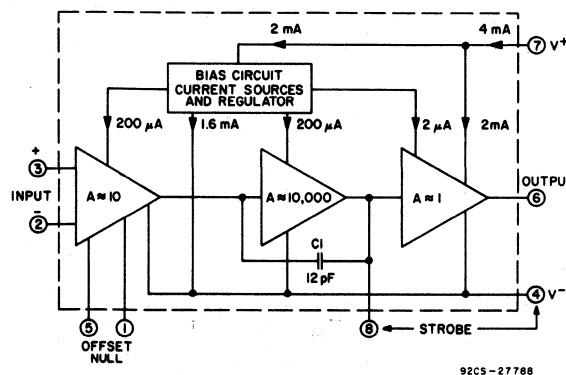 2 mA
4 mA
⑦ V+
BIAS CIRCUIT
CURRENT SOURCES
AND REGULATOR
200 μA
1.6 mA
200 μA
2 μA
2mA
+
③
A ≈ 10
A ≈ 10,000
A ≈ 1
OUTPUT
⑥
INPUT
−
②
C1
12 pF
④ V−
⑤
①
⑧
STROBE
OFFSET
NULL
92CS-27788